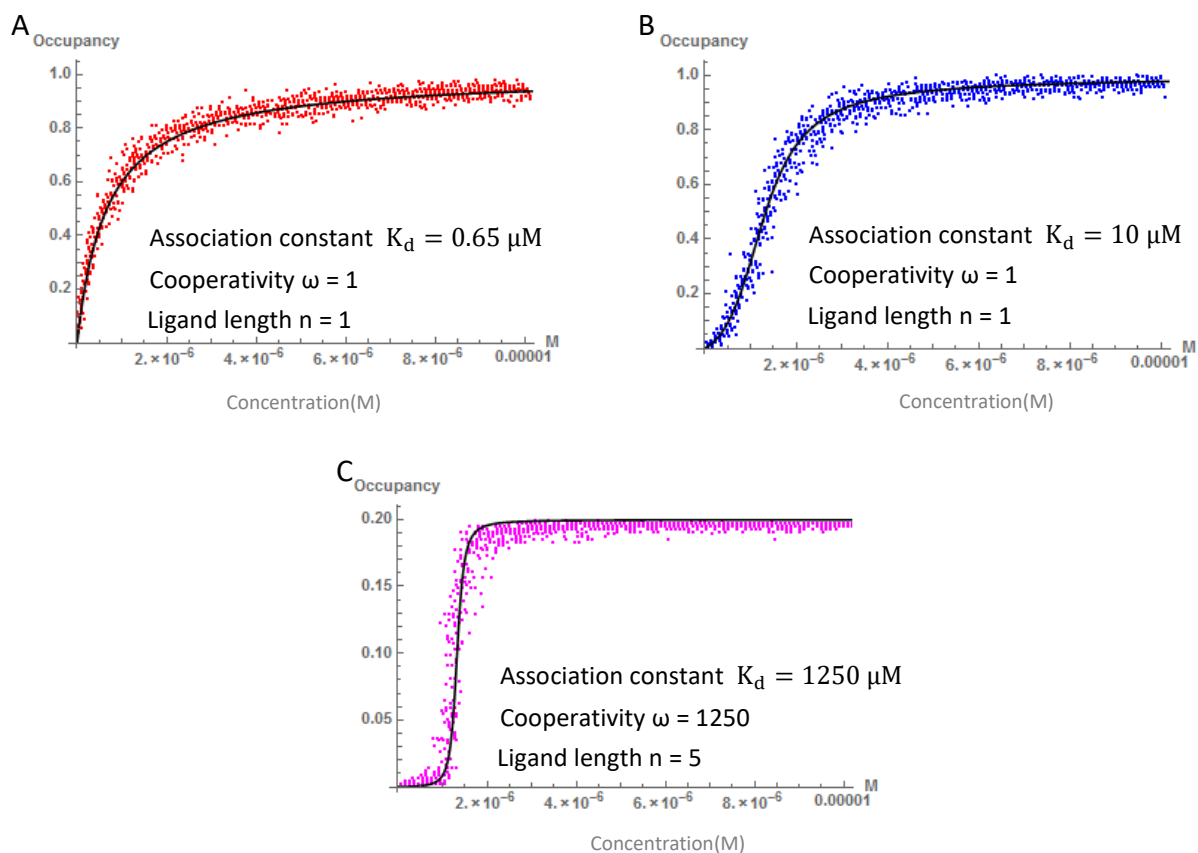 A
Occupancy
1.0
0.8
0.6
0.4
0.2
Association constant K_d = 0.65 μM
Cooperativity ω = 1
Ligand length n = 1
2.×10⁻⁶ 4.×10⁻⁶ 6.×10⁻⁶ 8.×10⁻⁶ 0.00001 M
Concentration(M)
B
Occupancy
1.0
0.8
0.6
0.4
0.2
Association constant K_d = 10 μM
Cooperativity ω = 1
Ligand length n = 1
2.×10⁻⁶ 4.×10⁻⁶ 6.×10⁻⁶ 8.×10⁻⁶ 0.00001 M
Concentration(M)
C
Occupancy
0.20
0.15
0.10
0.05
Association constant K_d = 1250 μM
Cooperativity ω = 1250
Ligand length n = 5
2.×10⁻⁶ 4.×10⁻⁶ 6.×10⁻⁶ 8.×10⁻⁶ 0.00001 M
Concentration(M)